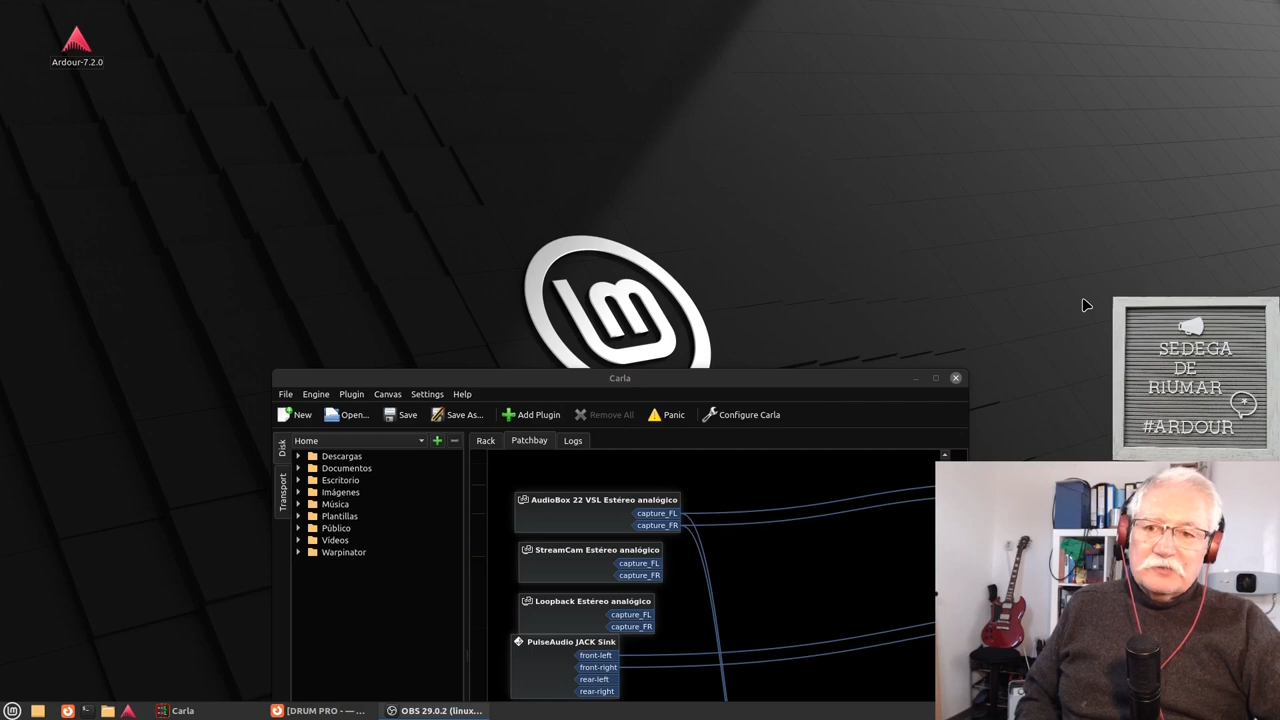 Ardour-7.2.0
SEDEGA
DE
RIUMAR
#ARDOUR
Carla
File Engine Plugin Canvas Settings Help
New Open... Save Save As... Add Plugin Remove All Panic Configure Carla
Disk
Transport
Home
Descargas
Documentos
Escritorio
Imágenes
Música
Plantillas
Público
Vídeos
Warpinator
Rack Patchbay Logs
AudioBox 22 VSL Estéreo analógico
capture_FL
capture_FR
StreamCam Estéreo analógico
capture_FL
capture_FR
Loopback Estéreo analógico
capture_FL
capture_FR
PulseAudio JACK Sink
front-left
front-right
rear-left
rear-right
Carla
[DRUM PRO - — ...
OBS 29.0.2 (linux...